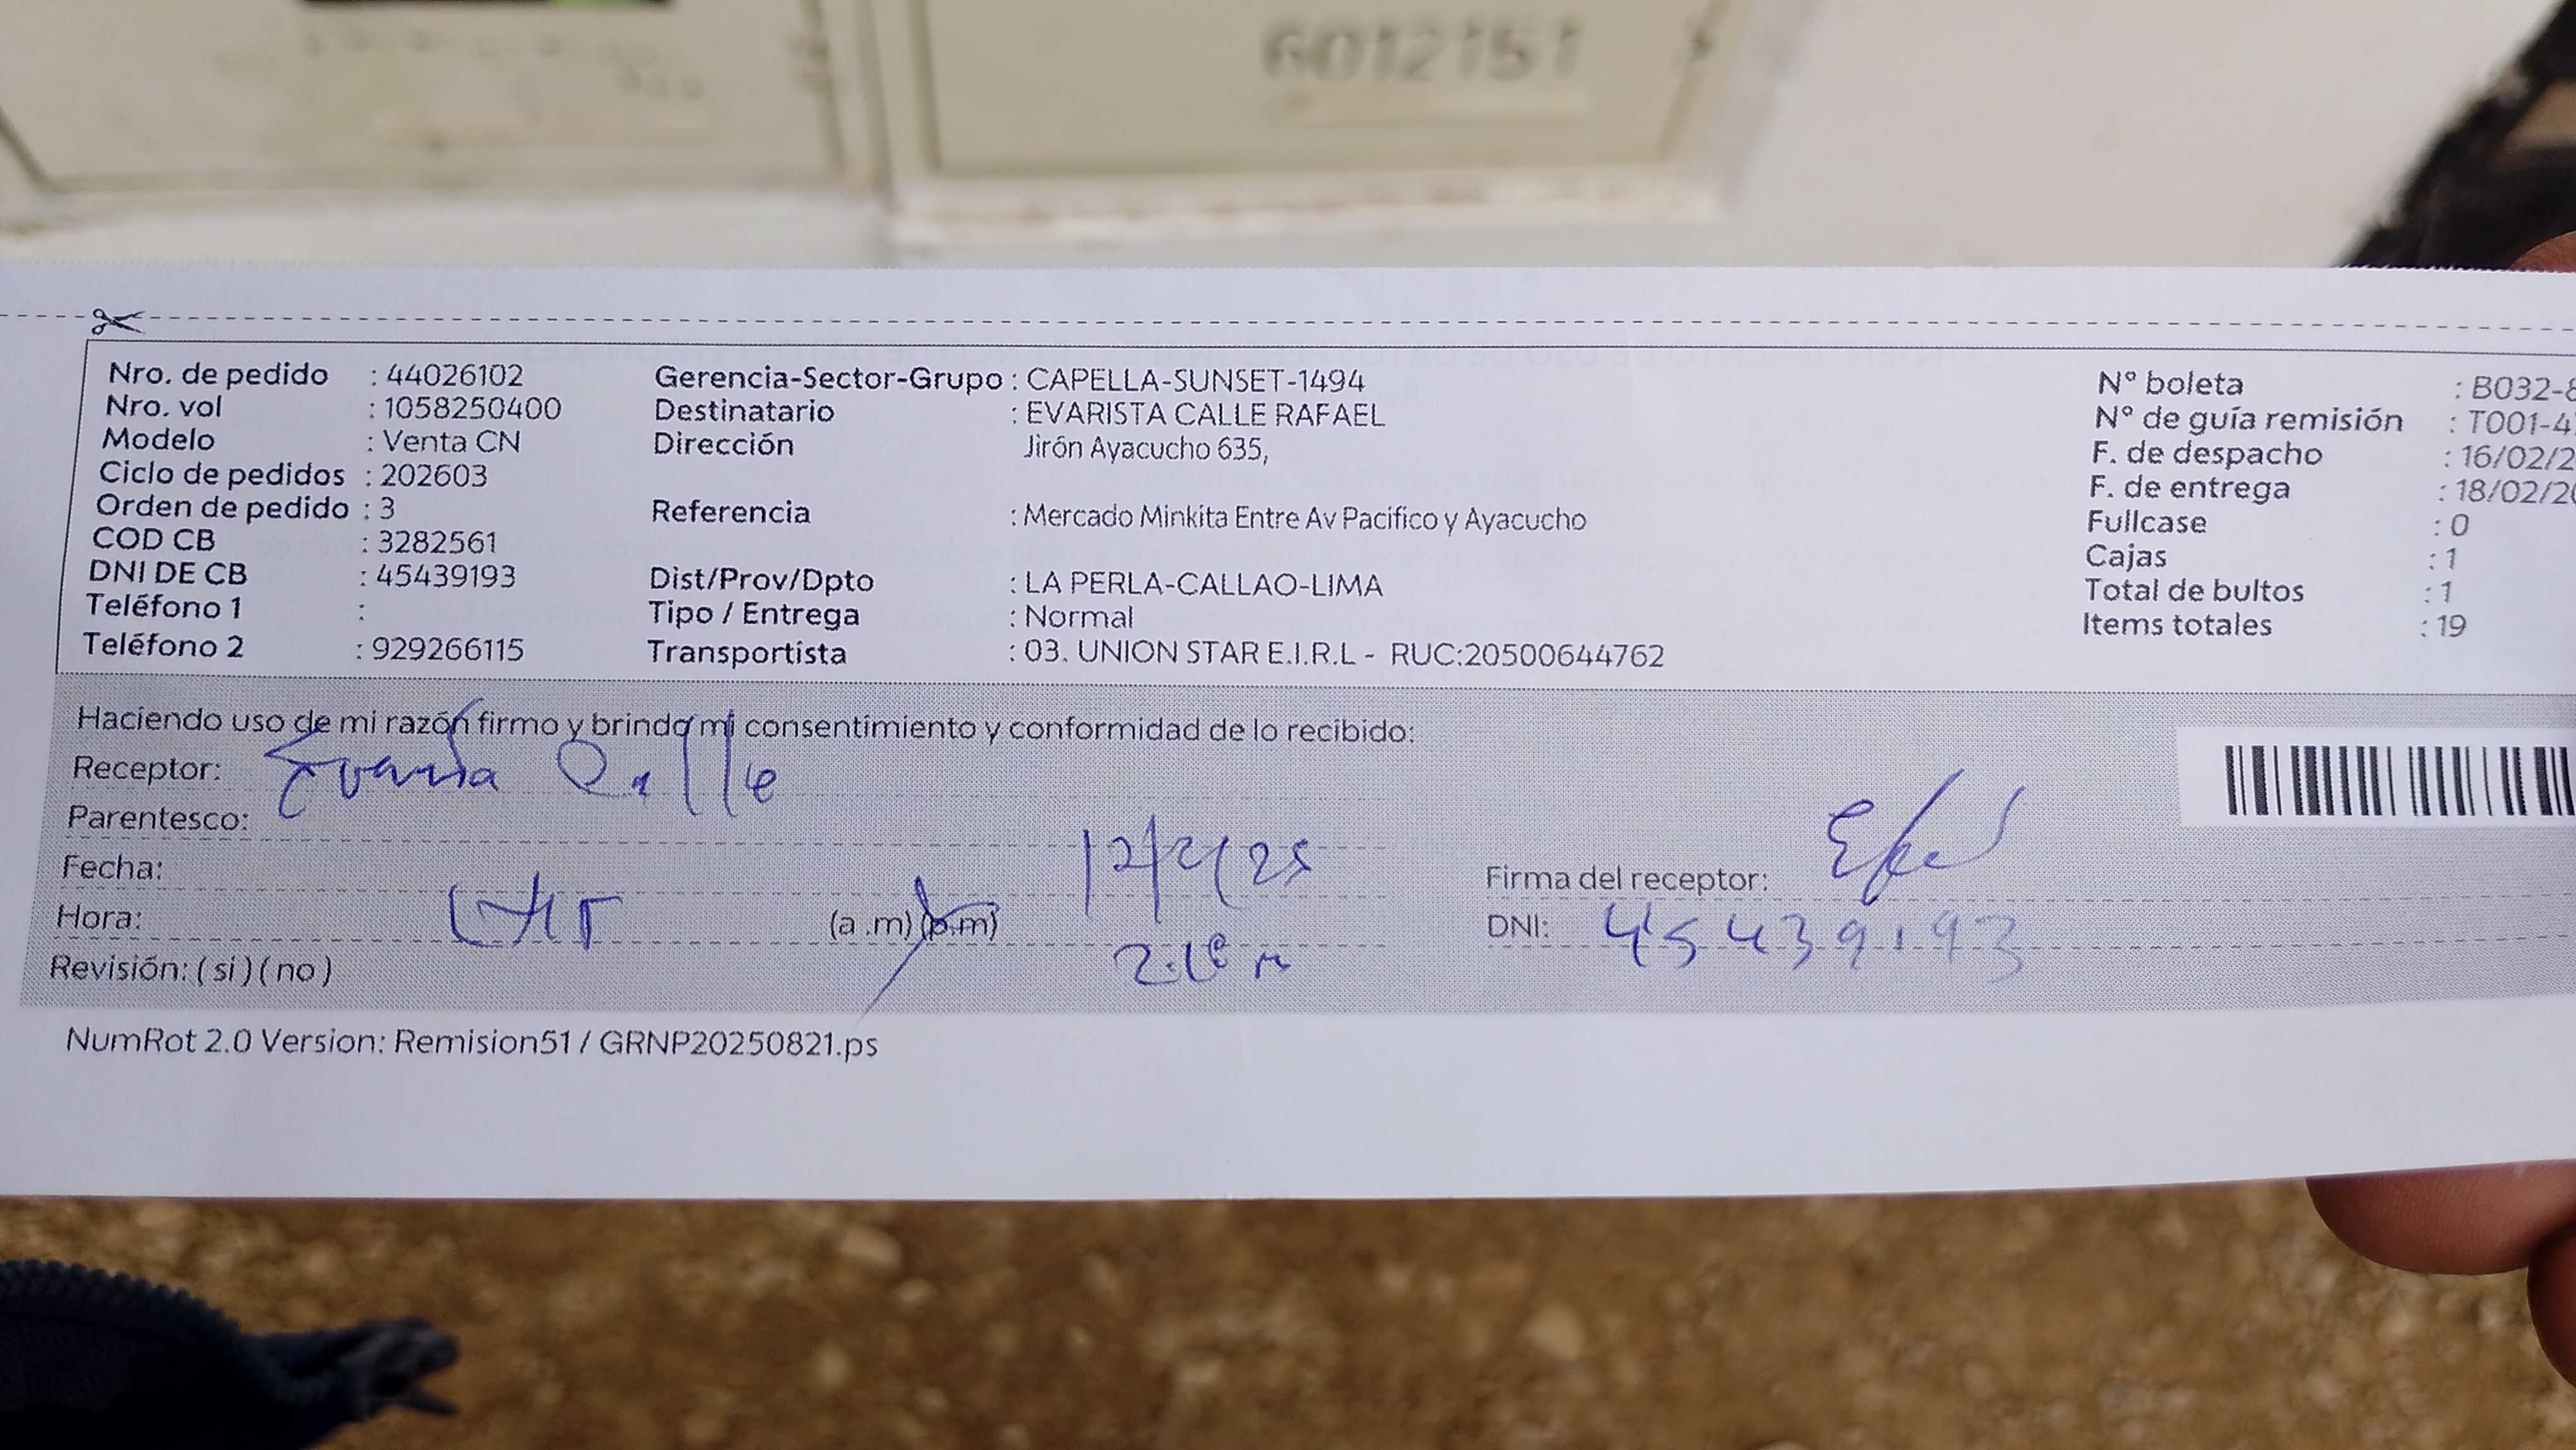 6012151
Nro. de pedido : 44026102
Nro. vol : 1058250400
Modelo : Venta CN
Ciclo de pedidos : 202603
Orden de pedido : 3
COD CB : 3282561
DNI DE CB : 45439193
Teléfono 1 :
Teléfono 2 : 929266115
Gerencia-Sector-Grupo : CAPELLA-SUNSET-1494
Destinatario : EVARISTA CALLE RAFAEL
Dirección Jirón Ayacucho 635,
Referencia : Mercado Minkita Entre Av Pacifico y Ayacucho
Dist/Prov/Dpto : LA PERLA-CALLAO-LIMA
Tipo / Entrega : Normal
Transportista : 03. UNION STAR E.I.R.L - RUC:20500644762
N° boleta : B032-8
N° de guía remisión : T001-4
F. de despacho : 16/02/2
F. de entrega : 18/02/20
Fullcase : 0
Cajas : 1
Total de bultos : 1
Items totales : 19
Haciendo uso de mi razón firmo y brindo mi consentimiento y conformidad de lo recibido:
Receptor: Calle
Parentesco:
Fecha:
Hora: (a .m) (p.m)
Revisión: ( si ) ( no )
Firma del receptor:
DNI: 45439193
NumRot 2.0 Version: Remision51 / GRNP20250821.ps